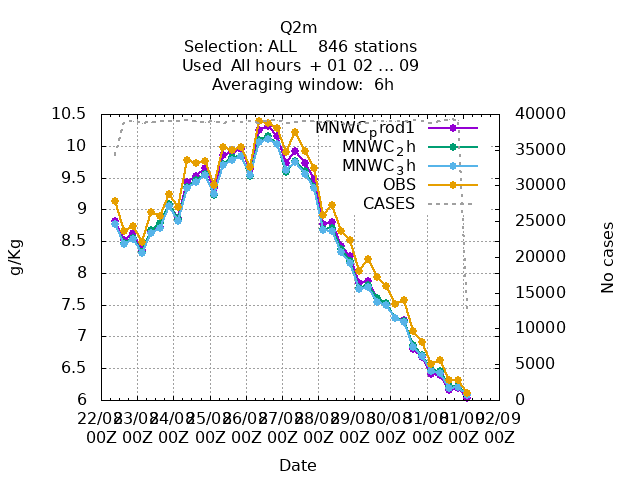 Q2m
Selection: ALL    846 stations
Used  All hours  + 01 02 ... 09
Averaging window:  6h
10.5
10
9.5
9
8.5
8
7.5
7
6.5
6
40000
35000
30000
25000
20000
15000
10000
5000
0
g/Kg
No cases
MNWC_prod1
MNWC_2h
MNWC_3h
OBS
CASES
22/08 23/08 24/08 25/08 26/08 27/08 28/08 29/08 30/08 31/08 01/09 02/09
00Z 00Z 00Z 00Z 00Z 00Z 00Z 00Z 00Z 00Z 00Z 00Z
Date